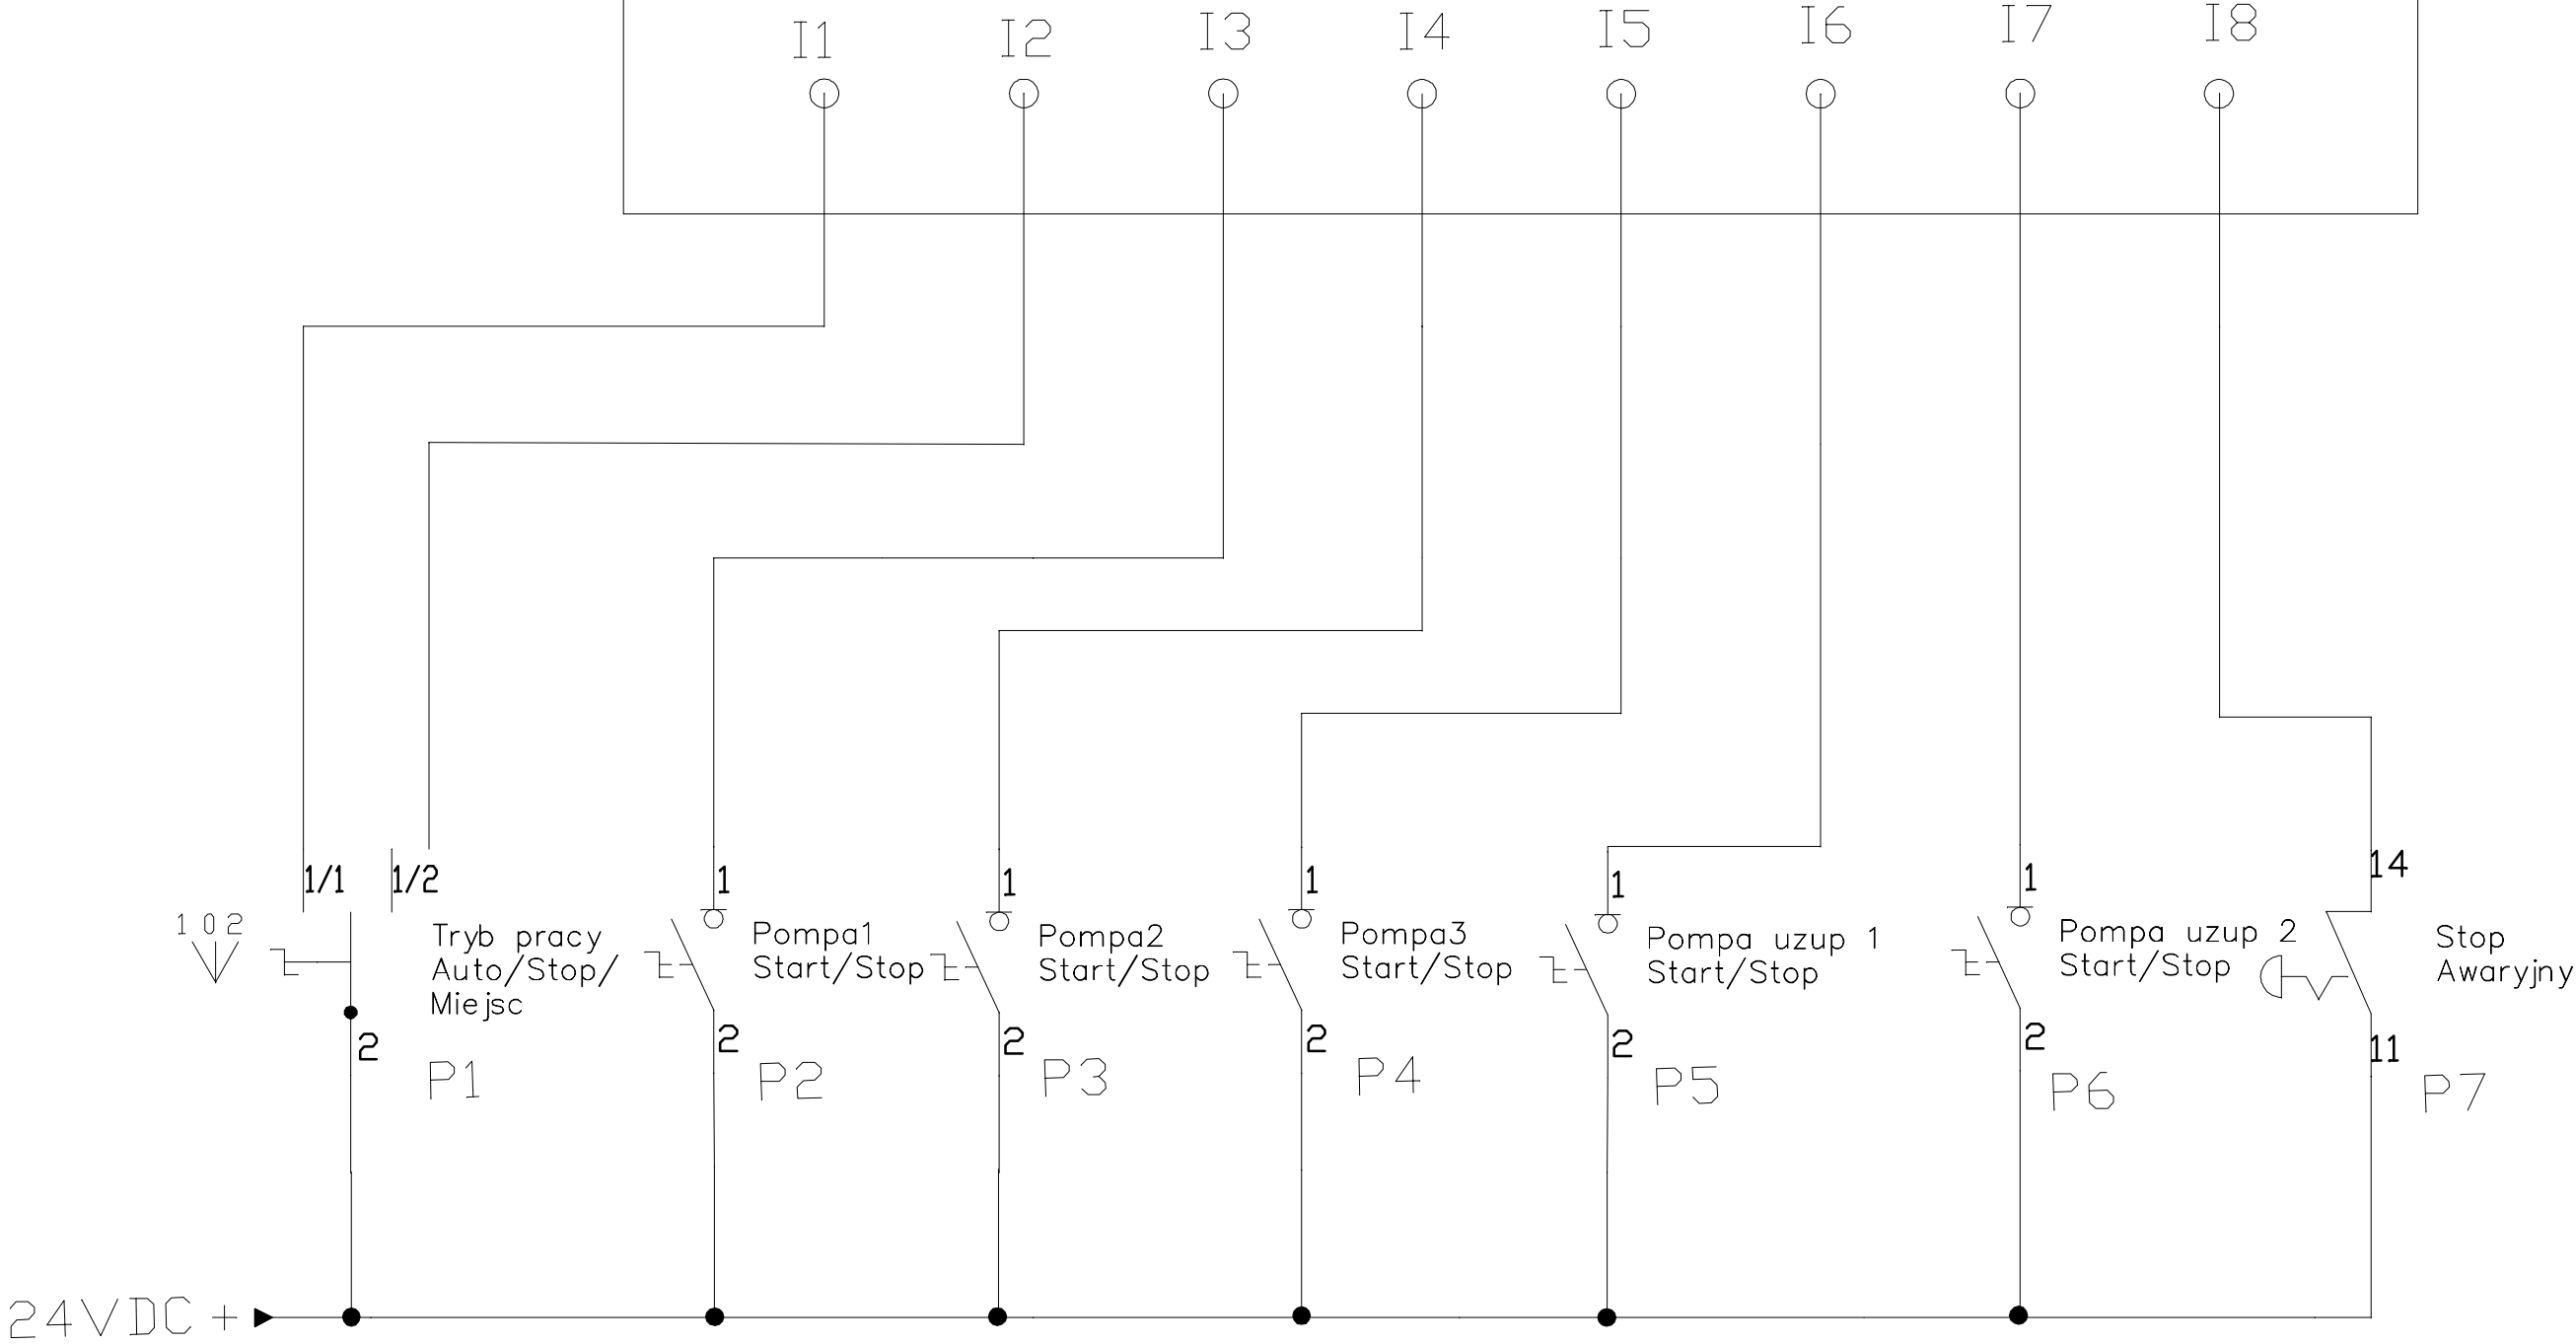 I1 I2 I3 I4 I5 I6 I7 I8
1/1 1/2 1 1 1 1 1 14
1 0 2
Tryb pracy
Auto/Stop/
Miejsc
Pompa1
Start/Stop
Pompa2
Start/Stop
Pompa3
Start/Stop
Pompa uzup 1
Start/Stop
Pompa uzup 2
Start/Stop
Stop
Awaryjny
2 2 2 2 2 2 11
P1 P2 P3 P4 P5 P6 P7
24VDC +